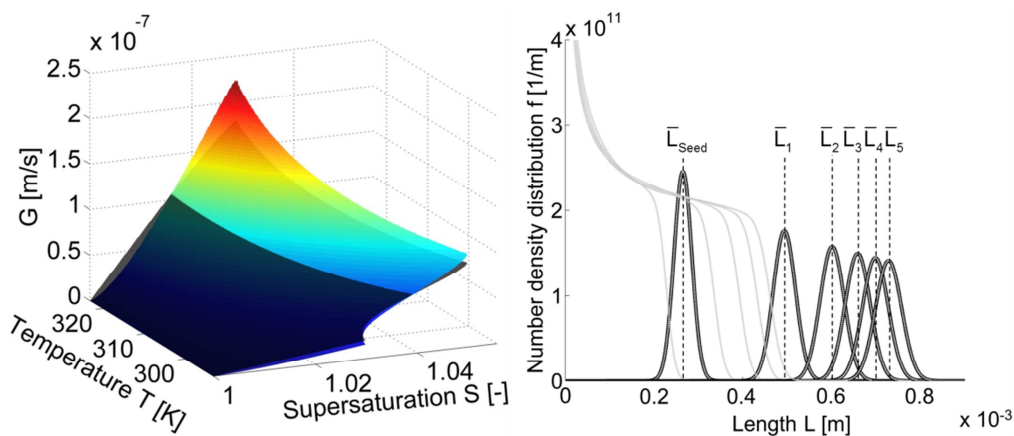 x 10⁻⁷
2.5
2
1.5
1
0.5
0
G [m/s]
320
310
300
Temperature T [K]
1
1.02
1.04
Supersaturation S [-]
x 10¹¹
4
3
2
1
0
Number density distribution f [1/m]
L̅Seed
L̅₁
L̅₂
L̅₃
L̅₄
L̅₅
0
0.2
0.4
0.6
0.8
Length L [m]
x 10⁻³